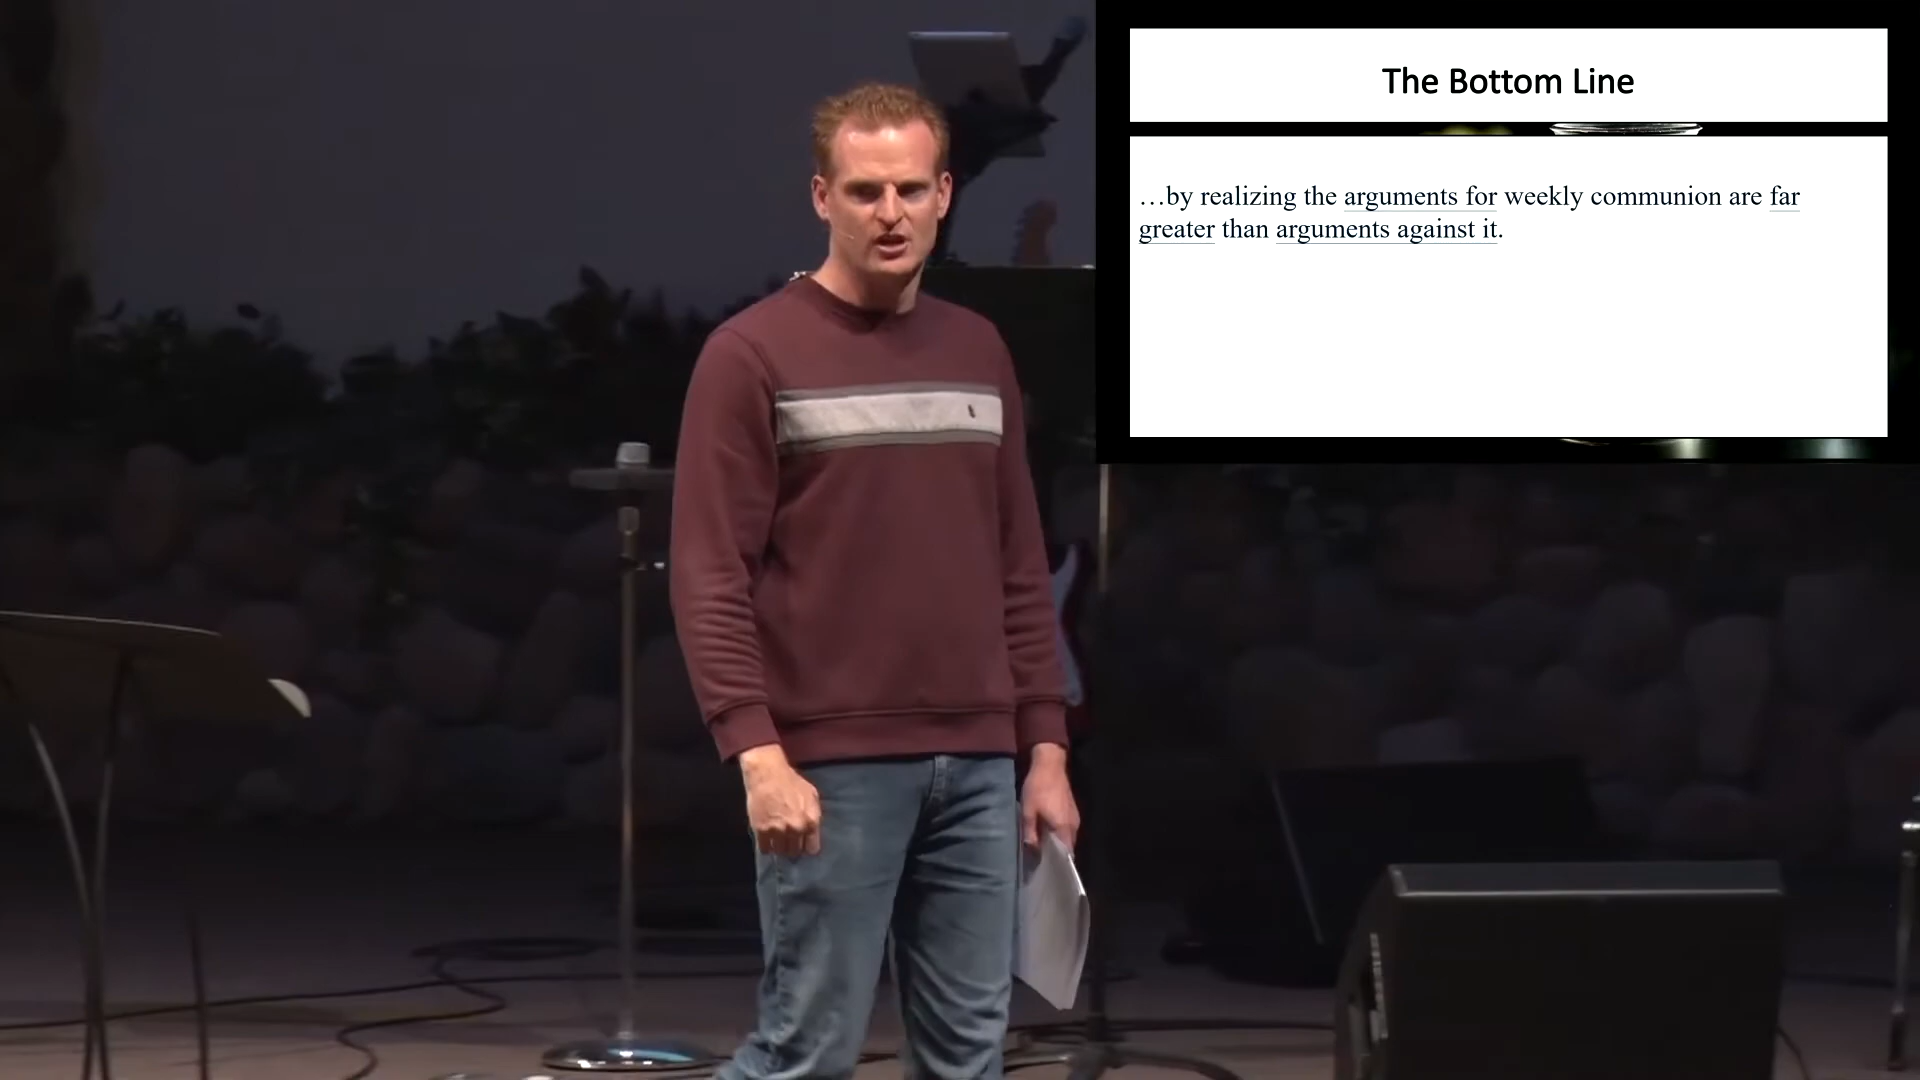 The Bottom Line
…by realizing the arguments for weekly communion are far
greater than arguments against it.